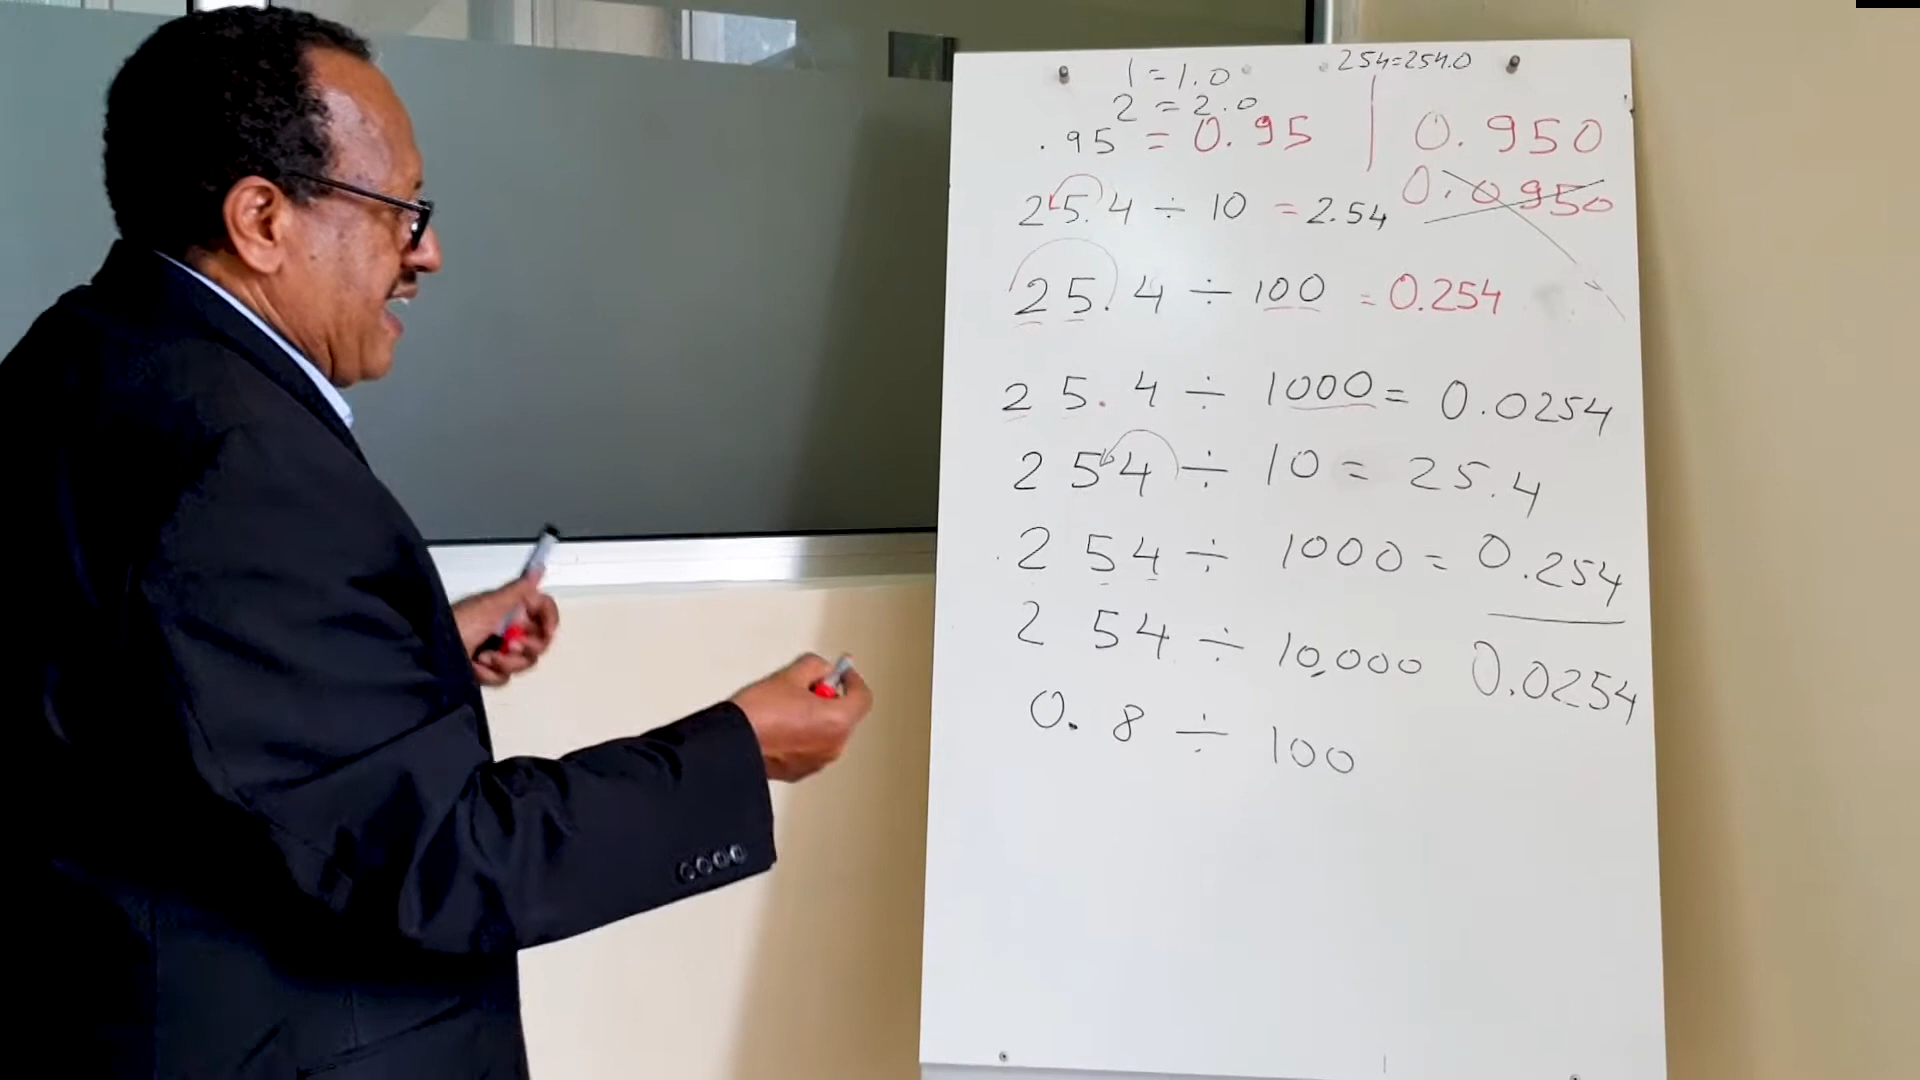 1 = 1.0
254=254.0
2 = 2.0
.95 = 0.95
0.950
0.0950
25.4 ÷ 10 = 2.54
25.4 ÷ 100 = 0.254
25.4 ÷ 1000 = 0.0254
254 ÷ 10 = 25.4
254 ÷ 1000 = 0.254
254 ÷ 10,000 0.0254
0.8 ÷ 100